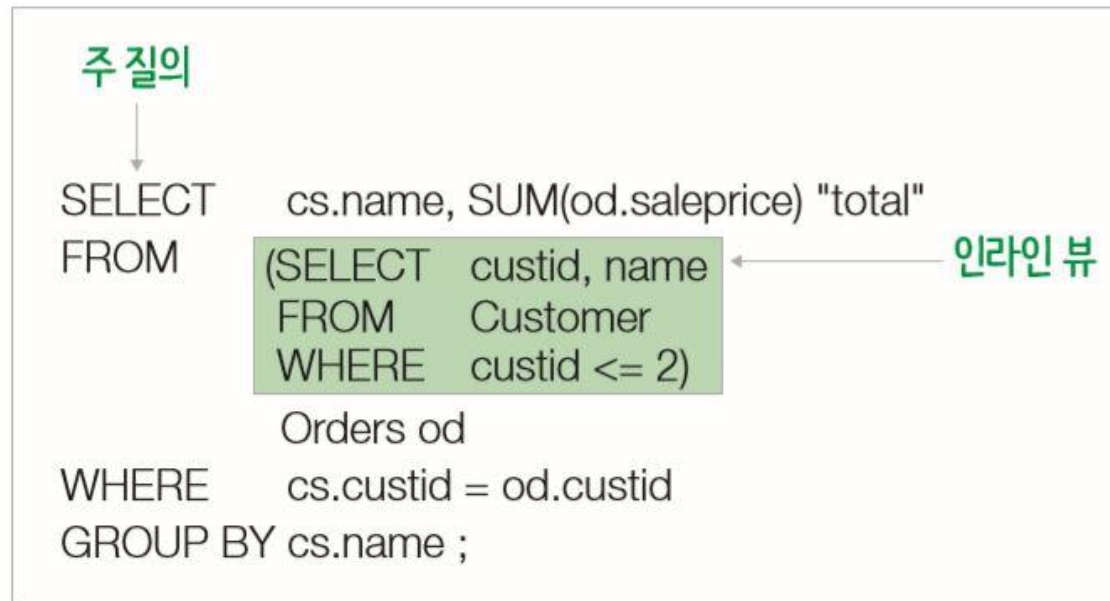 주 질의
SELECT cs.name, SUM(od.saleprice) "total"
FROM (SELECT custid, name
인라인 뷰
FROM Customer
WHERE custid <= 2)
Orders od
WHERE cs.custid = od.custid
GROUP BY cs.name ;